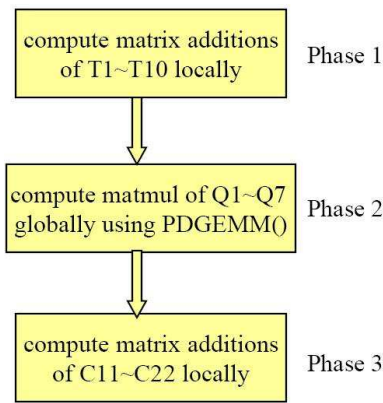 compute matrix additions
of T1~T10 locally
Phase 1
compute matmul of Q1~Q7
globally using PDGEMM()
Phase 2
compute matrix additions
of C11~C22 locally
Phase 3